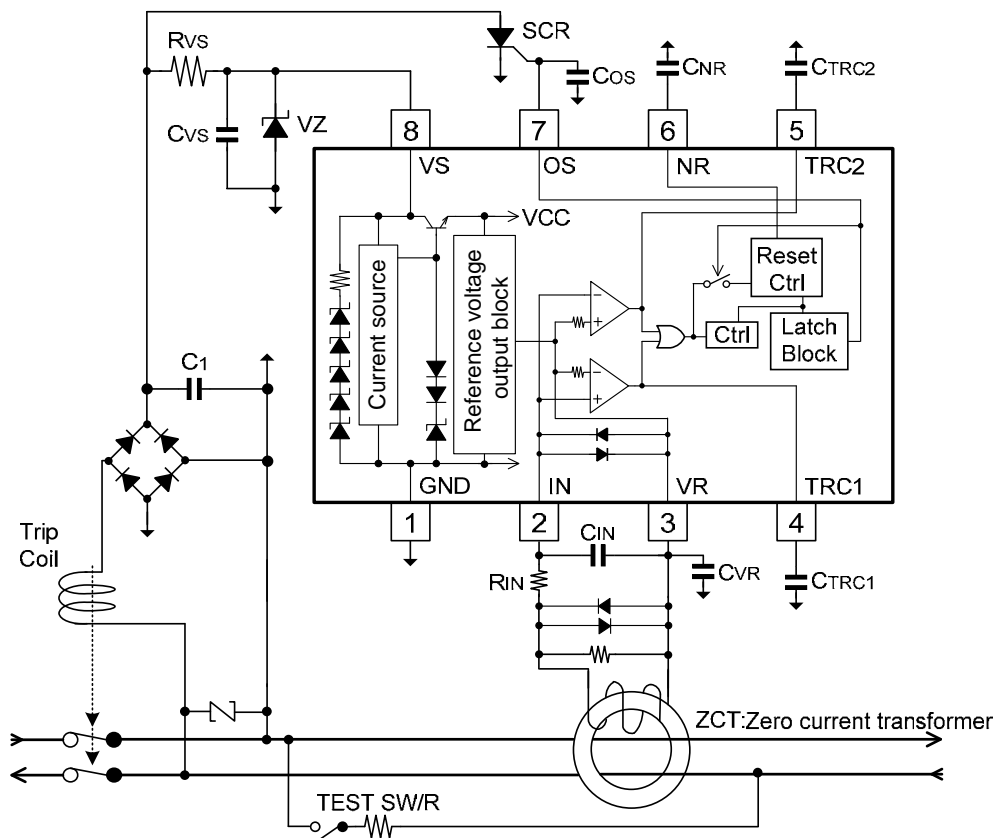 SCR
RVS
COS
CNR
CTRC2
CVS
VZ
8
7
6
5
VS
OS
NR
TRC2
VCC
Current source
Reference voltage
output block
Reset
Ctrl
Ctrl
Latch
Block
C1
GND
IN
VR
TRC1
1
2
3
4
Trip
Coil
CIN
RIN
CVR
CTRC1
ZCT:Zero current transformer
TEST SW/R